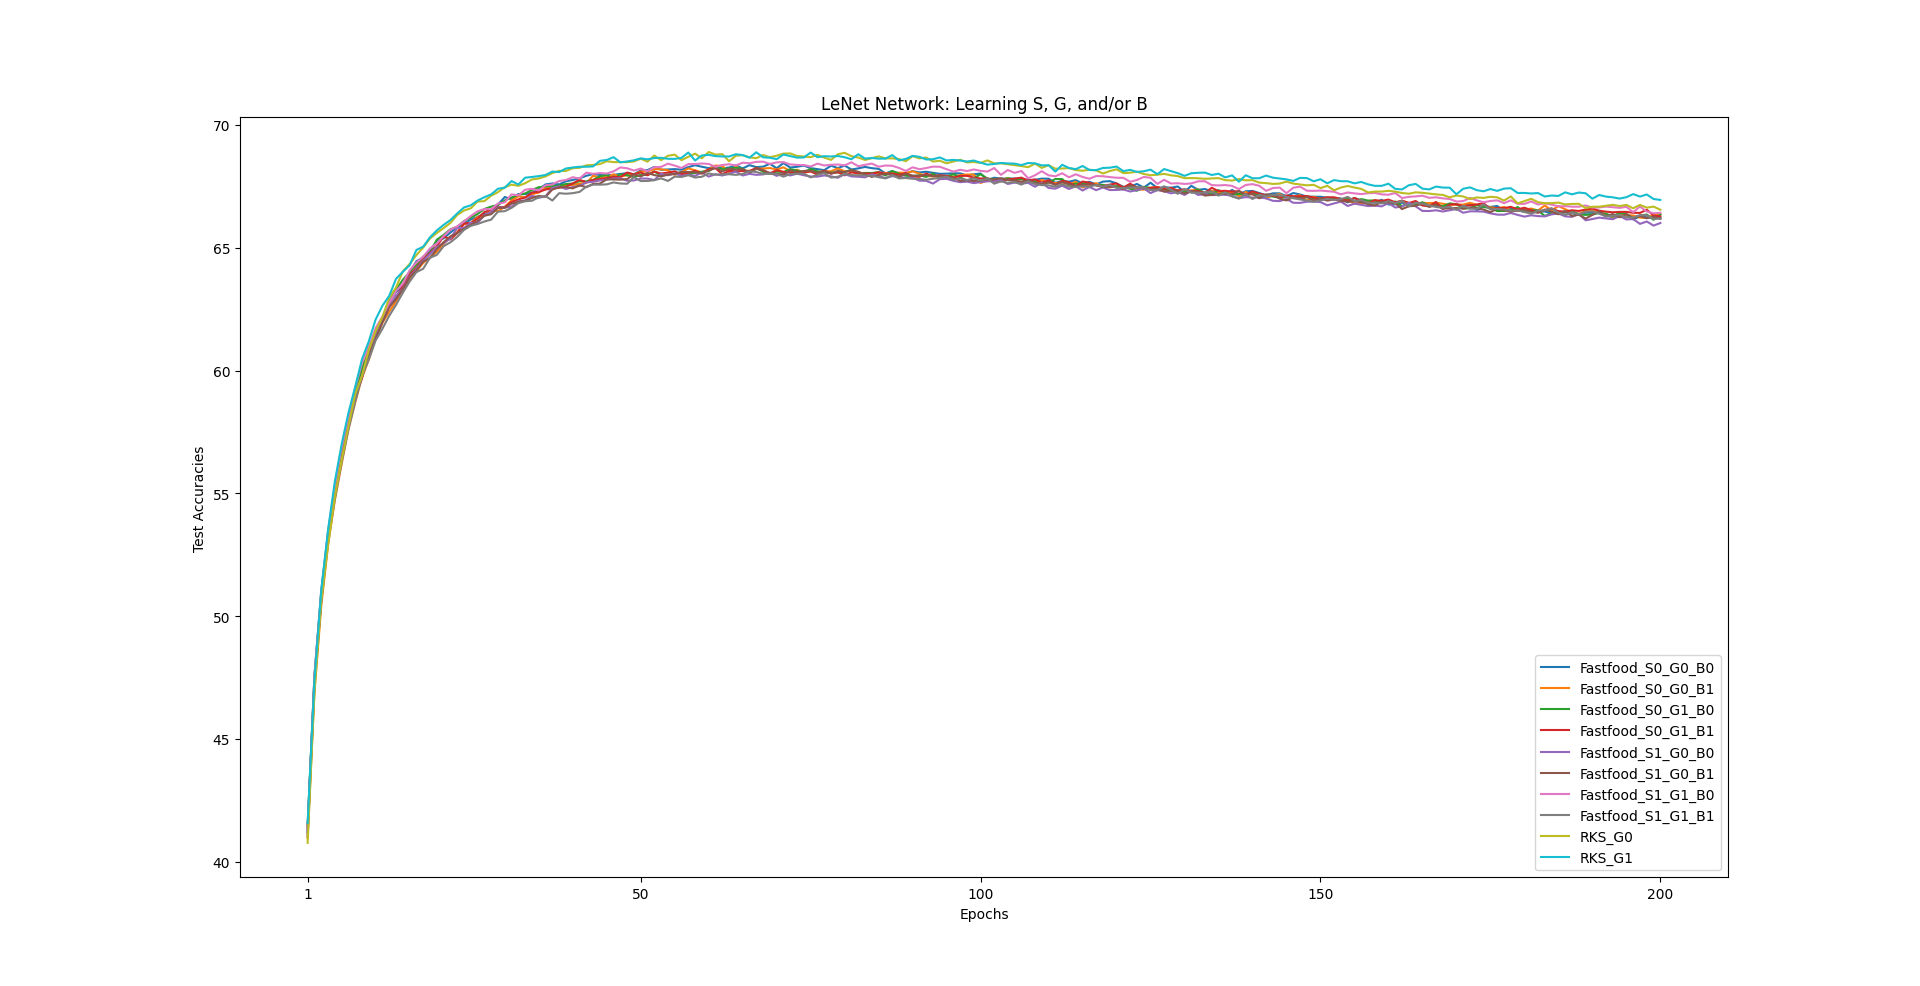 LeNet Network: Learning S, G, and/or B
70
65
60
55
50
45
40
Test Accuracies
1
50
100
150
200
Epochs
Fastfood_S0_G0_B0
Fastfood_S0_G0_B1
Fastfood_S0_G1_B0
Fastfood_S0_G1_B1
Fastfood_S1_G0_B0
Fastfood_S1_G0_B1
Fastfood_S1_G1_B0
Fastfood_S1_G1_B1
RKS_G0
RKS_G1